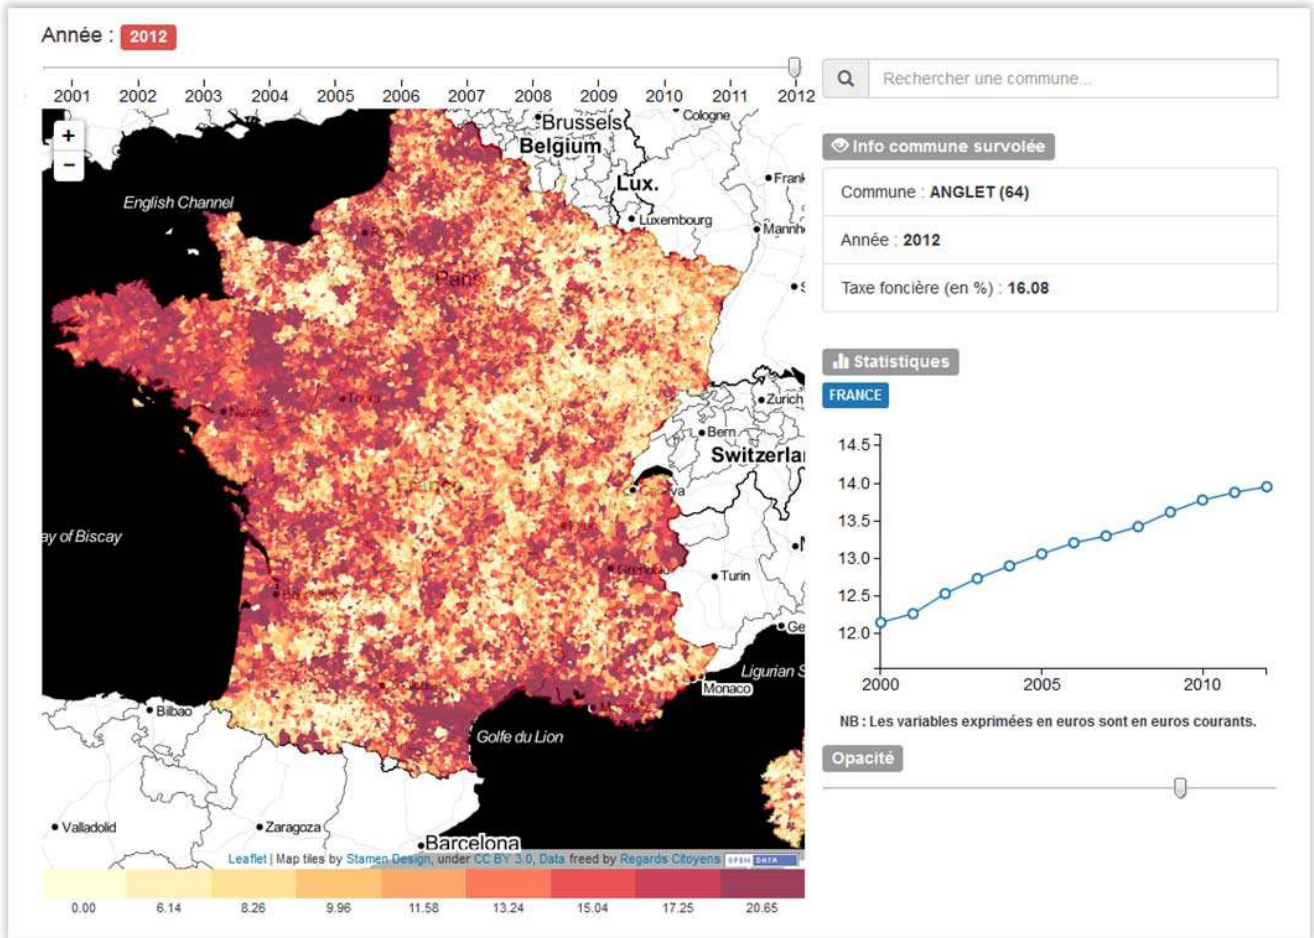 Année : 2012
2001 2002 2003 2004 2005 2006 2007 2008 2009 2010 2011 2012
+
−
Brussels
Belgium
Cologne
Lux.
Luxembourg
English Channel
Paris
Nantes
Tours
Zurich
Bern
Switzerla
ay of Biscay
Grenoble
Turin
Ge
Ligurian S
Monaco
Bilbao
Golfe du Lion
Valladolid
Zaragoza
Barcelona
Leaflet | Map tiles by Stamen Design, under CC BY 3.0, Data freed by Regards Citoyens OPEN DATA
0.00 6.14 8.26 9.96 11.58 13.24 15.04 17.25 20.65
Rechercher une commune...
Info commune survolée
Commune : ANGLET (64)
Année : 2012
Taxe foncière (en %) : 16.08
Statistiques
FRANCE
14.5
14.0
13.5
13.0
12.5
12.0
2000 2005 2010
NB : Les variables exprimées en euros sont en euros courants.
Opacité